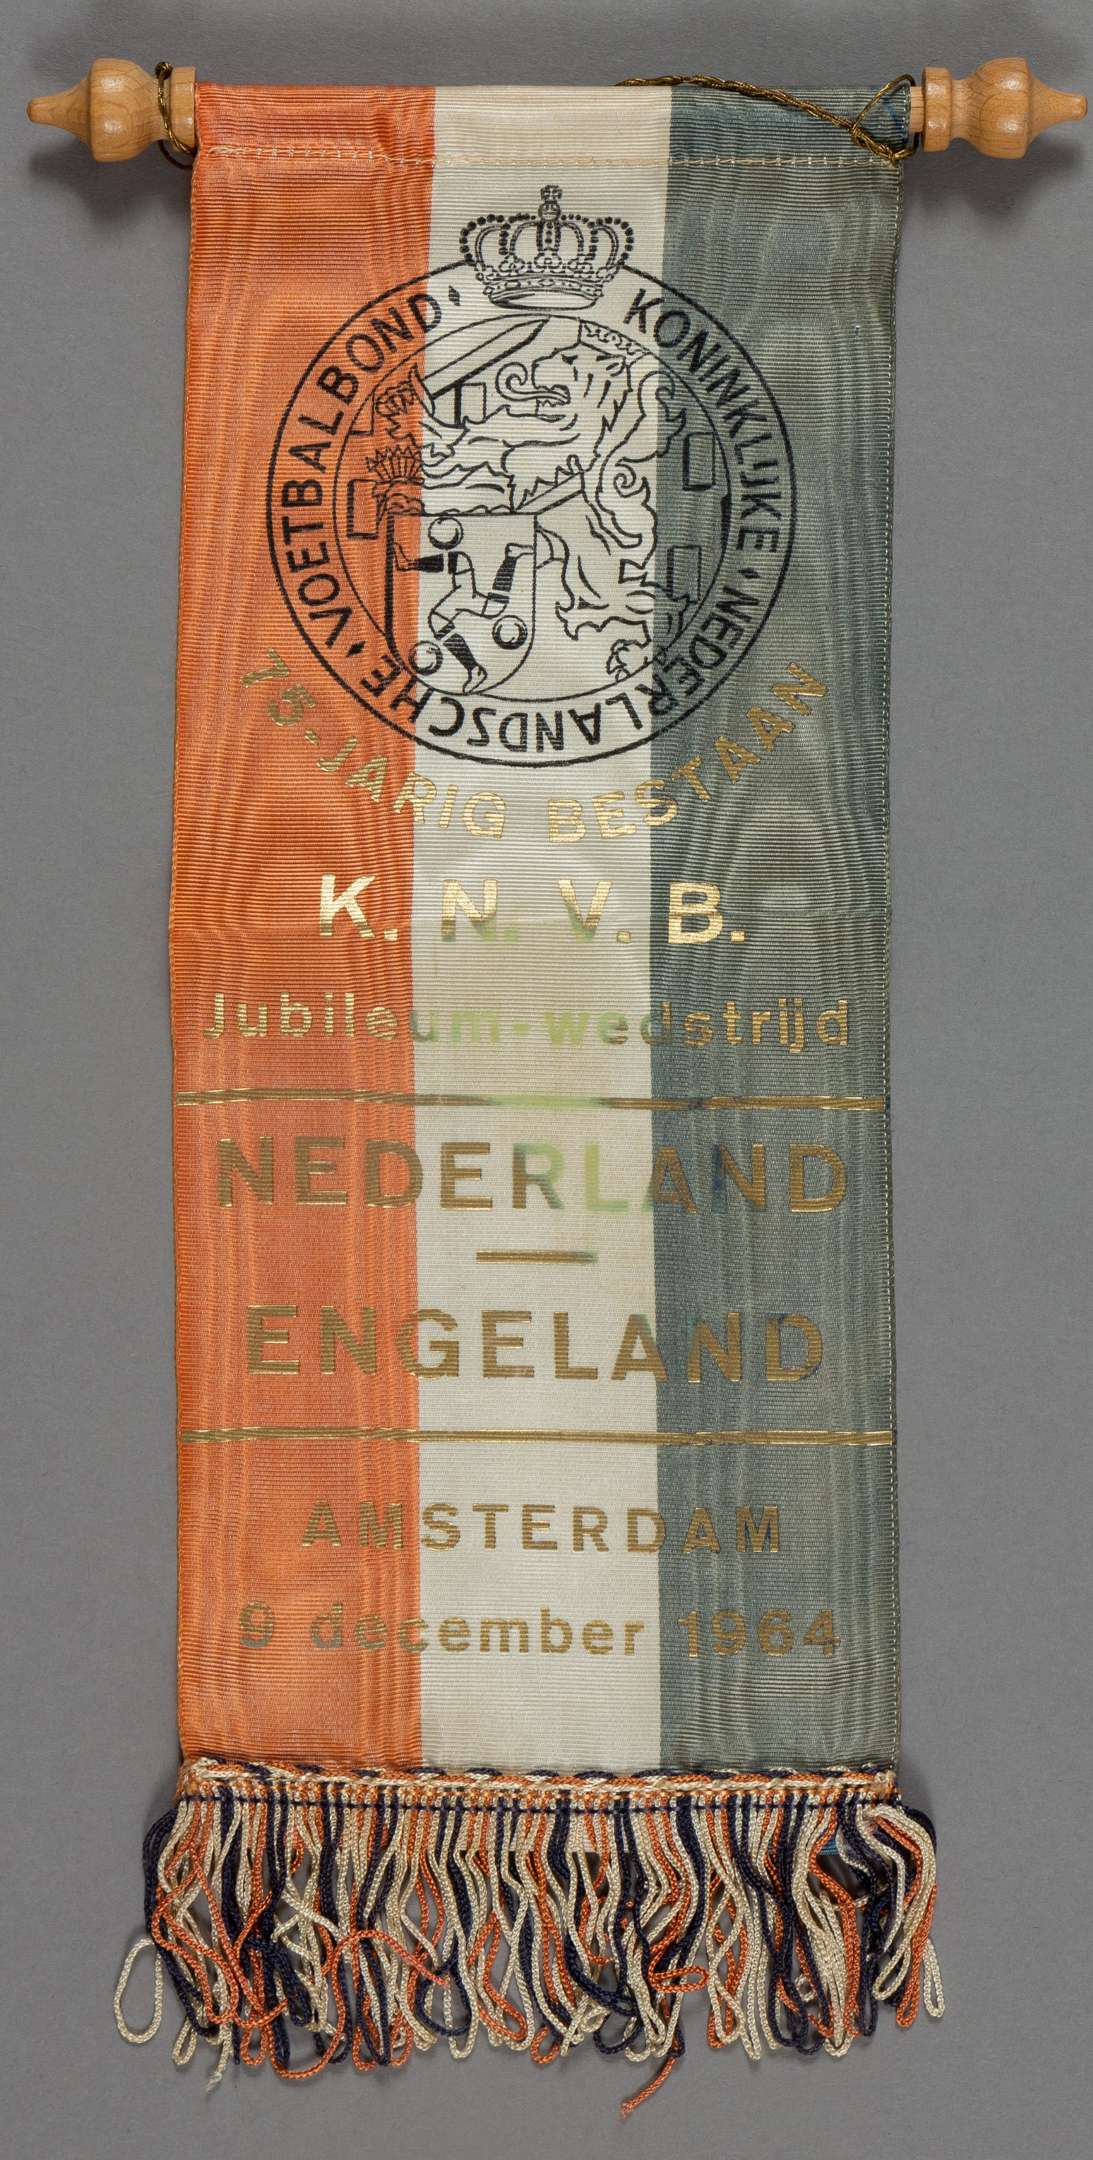 KONINKLIJKE • NEDERLANDSCHE • VOETBALBOND •
75-JARIG BESTAAN
K. N. V. B.
Jubileum-wedstrijd
NEDERLAND
—
ENGELAND
AMSTERDAM
9 december 1964